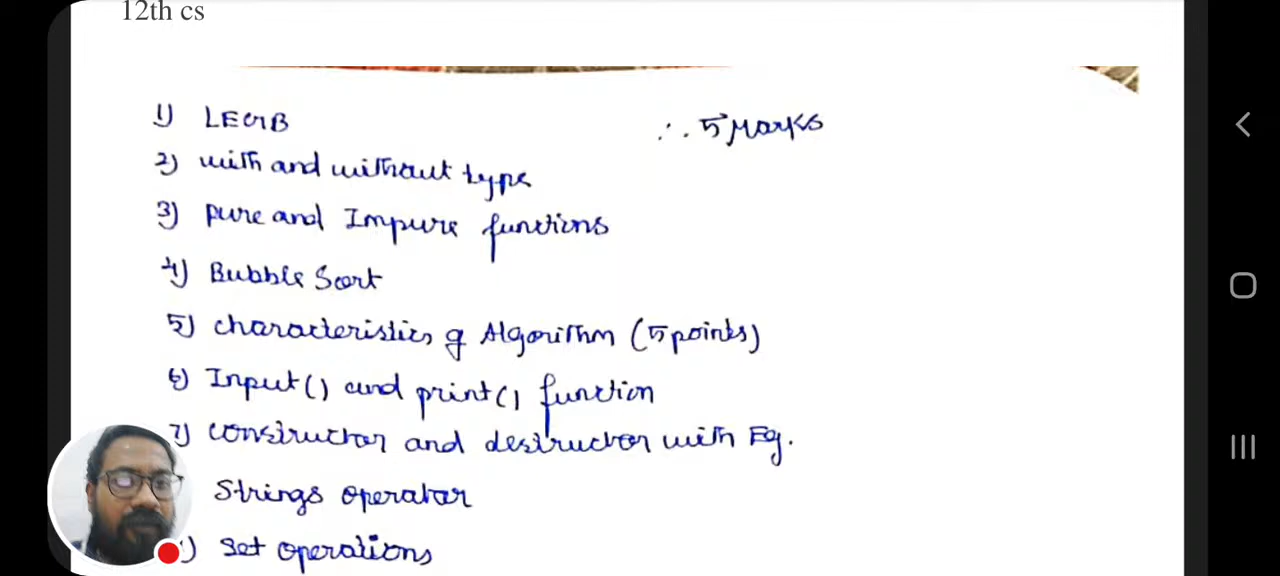 12th cs
1) LEGB ∴ 5 Marks
2) with and without type
3) pure and Impure functions
4) Bubble Sort
5) characteristics of Algorithm (5 points)
6) Input() and print() function
7) constructor and destructor with Eg.
Strings operator
) Set operations